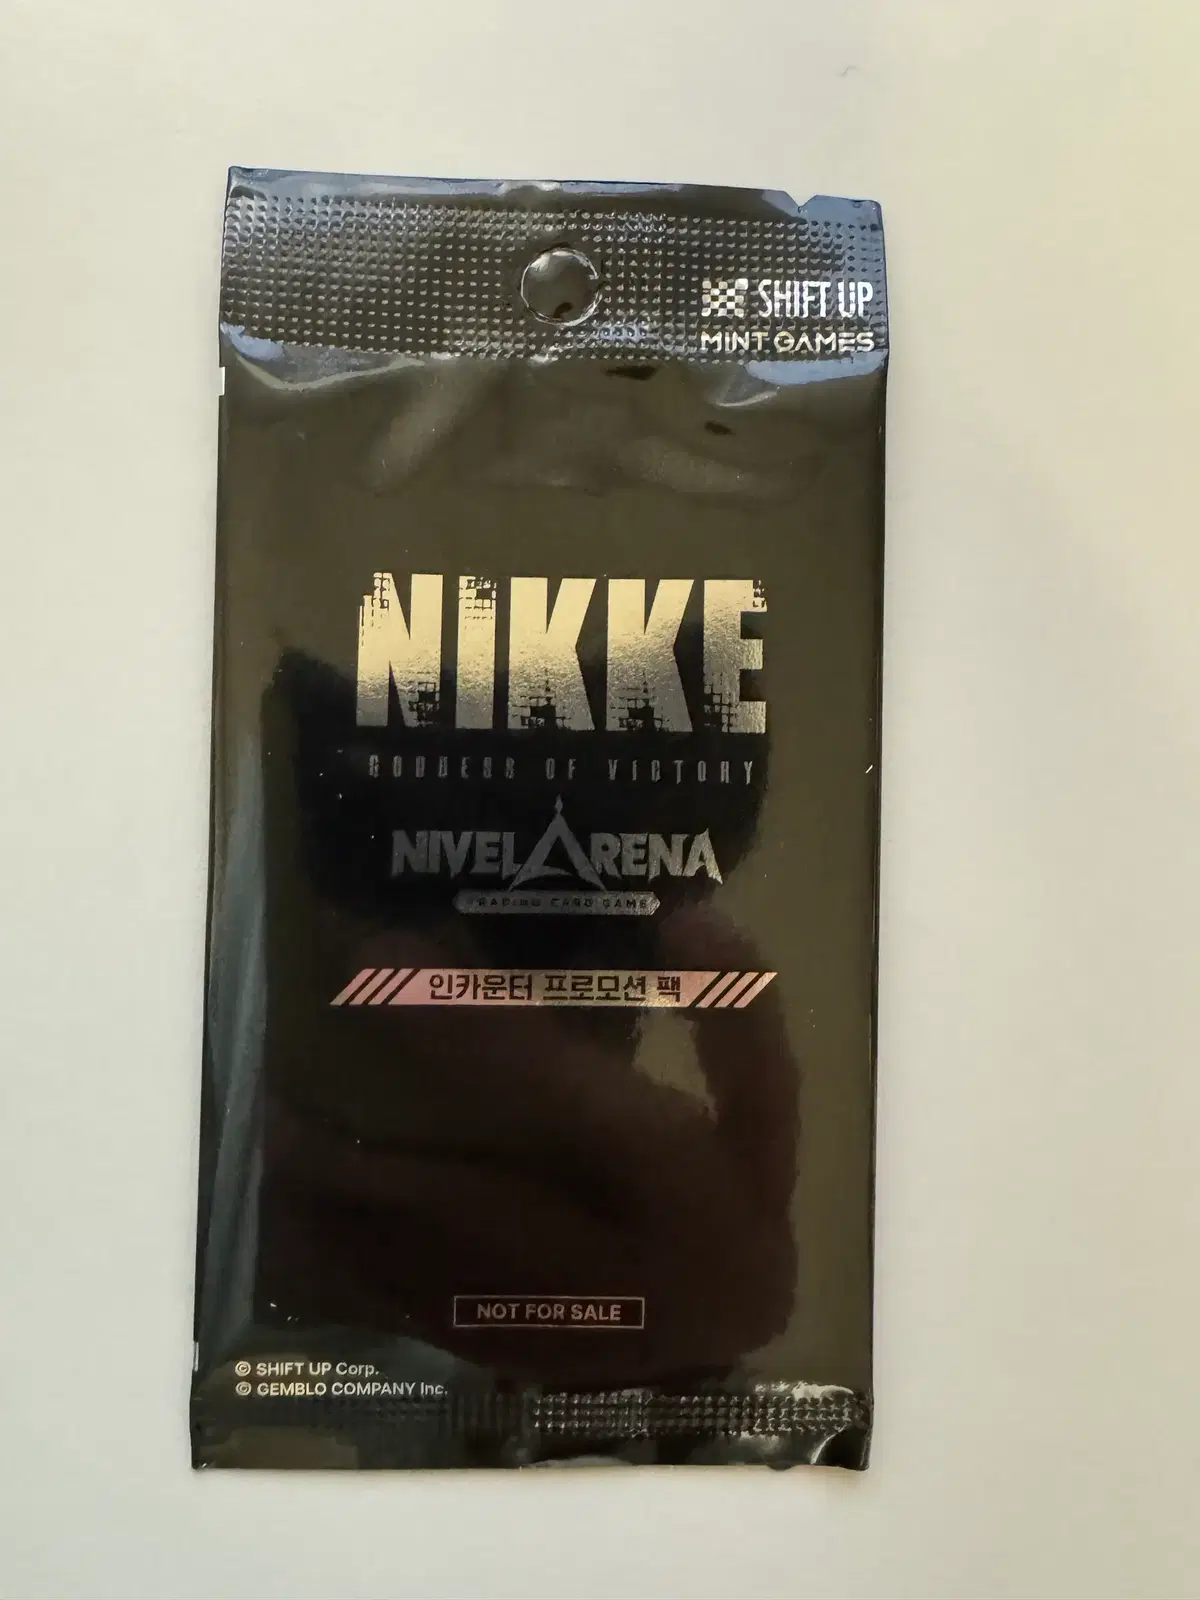 SHIFT UP
MINT GAMES
NIKKE
GODDESS OF VICTORY
NIVEL ARENA
TRADING CARD GAME
인카운터 프로모션 팩
NOT FOR SALE
© SHIFT UP Corp.
© GEMBLO COMPANY Inc.